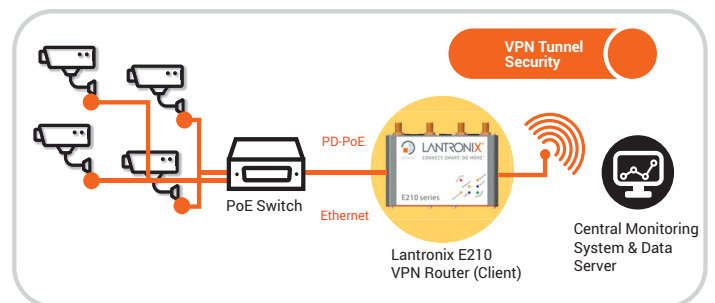 VPN Tunnel
Security
PD-PoE
LANTRONIX
CONNECT SMART. DO MORE.
E210 series
PoE Switch
Ethernet
Lantronix E210
VPN Router (Client)
Central Monitoring
System & Data
Server